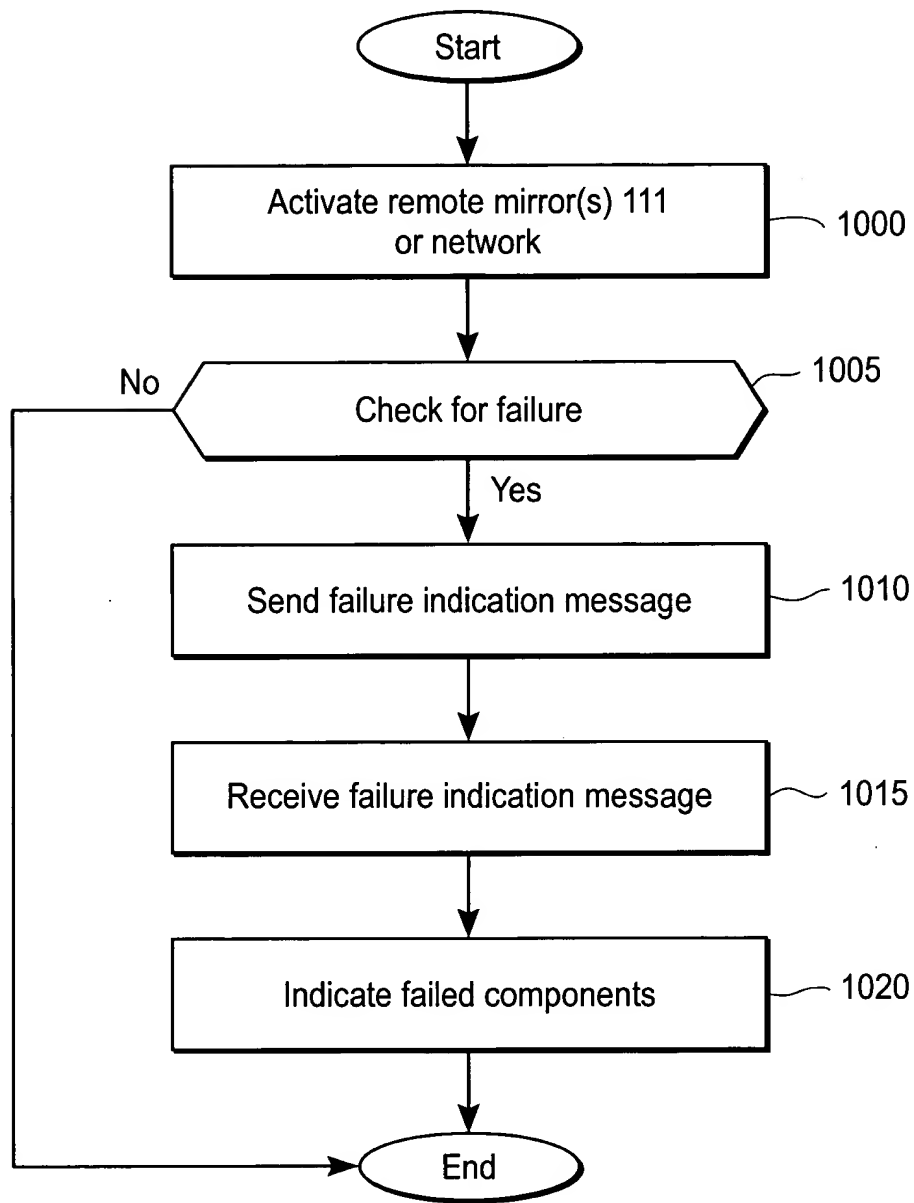 Start
Activate remote mirror(s) 111
or network
1000
No
Check for failure
1005
Yes
Send failure indication message
1010
Receive failure indication message
1015
Indicate failed components
1020
End